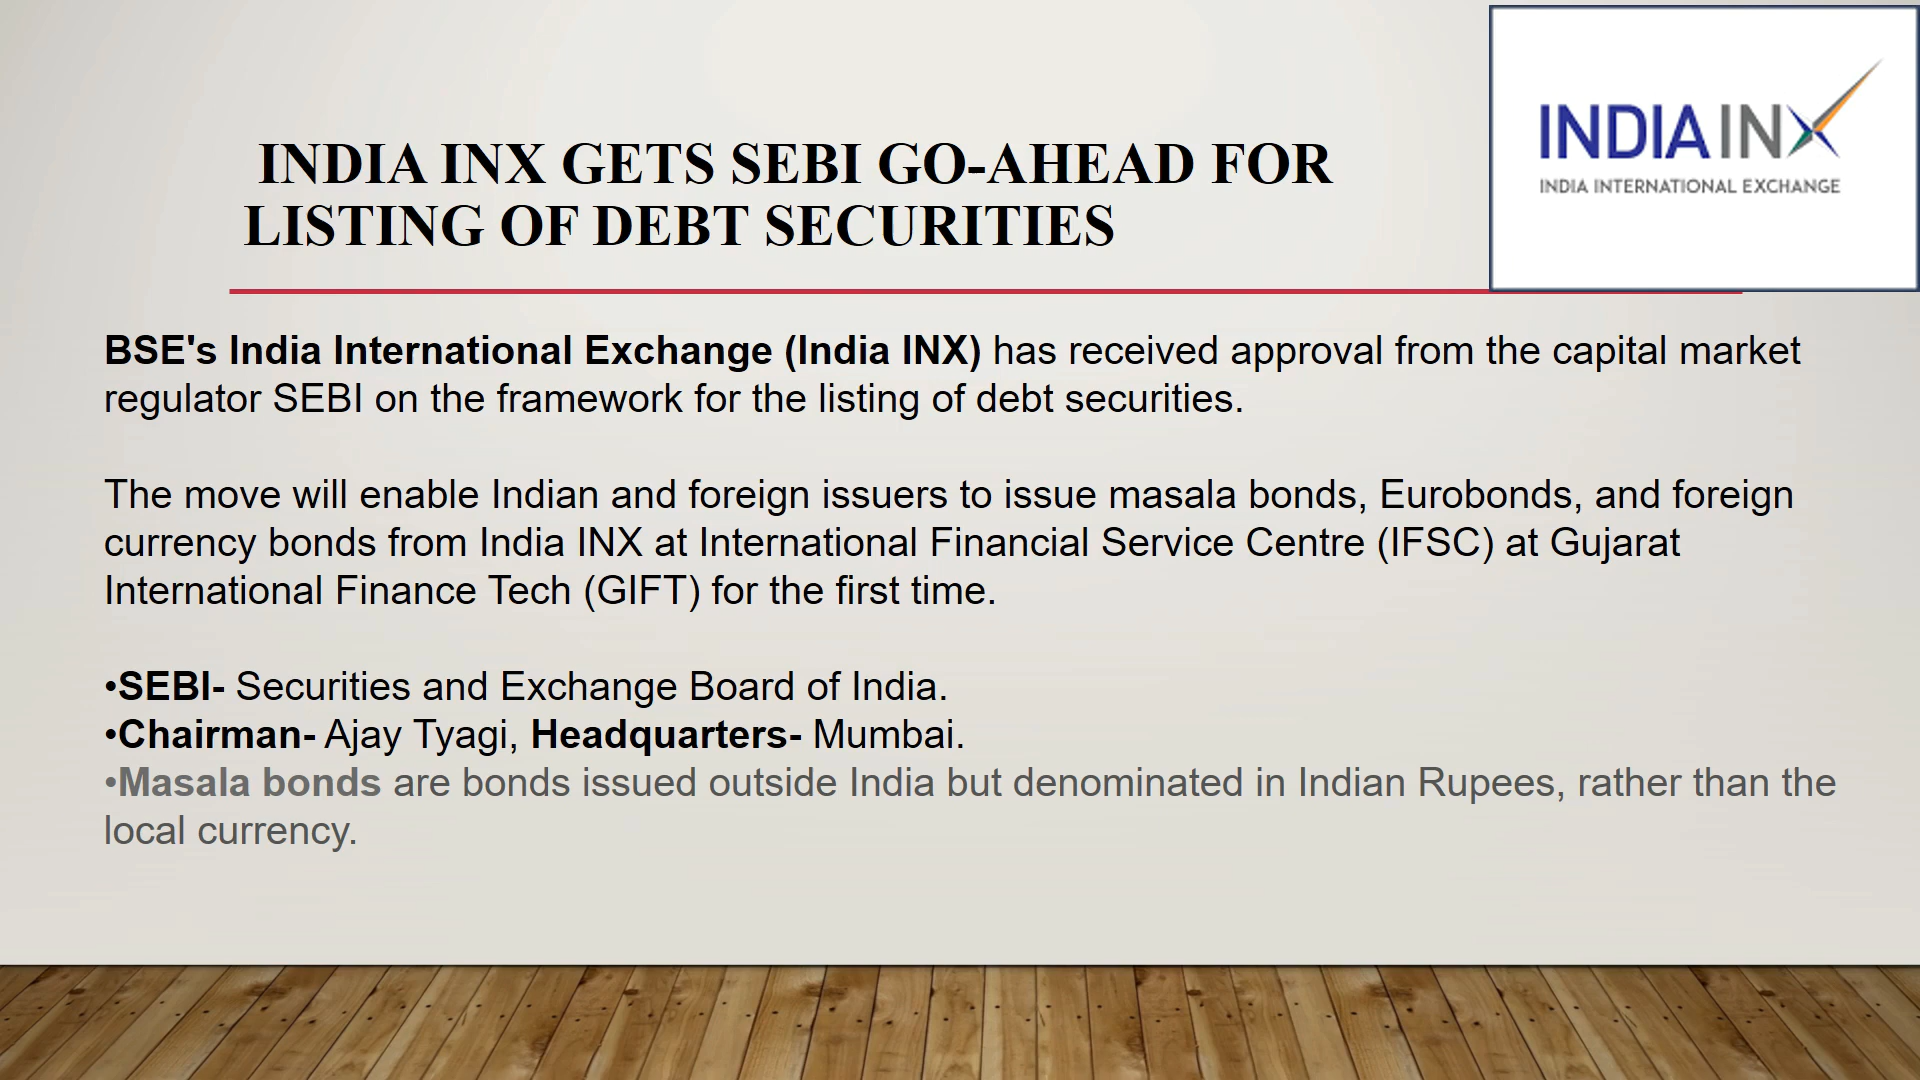 INDIA INX GETS SEBI GO-AHEAD FOR
LISTING OF DEBT SECURITIES
INDIA INX
INDIA INTERNATIONAL EXCHANGE
BSE's India International Exchange (India INX) has received approval from the capital market
regulator SEBI on the framework for the listing of debt securities.
The move will enable Indian and foreign issuers to issue masala bonds, Eurobonds, and foreign
currency bonds from India INX at International Financial Service Centre (IFSC) at Gujarat
International Finance Tech (GIFT) for the first time.
•SEBI- Securities and Exchange Board of India.
•Chairman- Ajay Tyagi, Headquarters- Mumbai.
•Masala bonds are bonds issued outside India but denominated in Indian Rupees, rather than the
local currency.